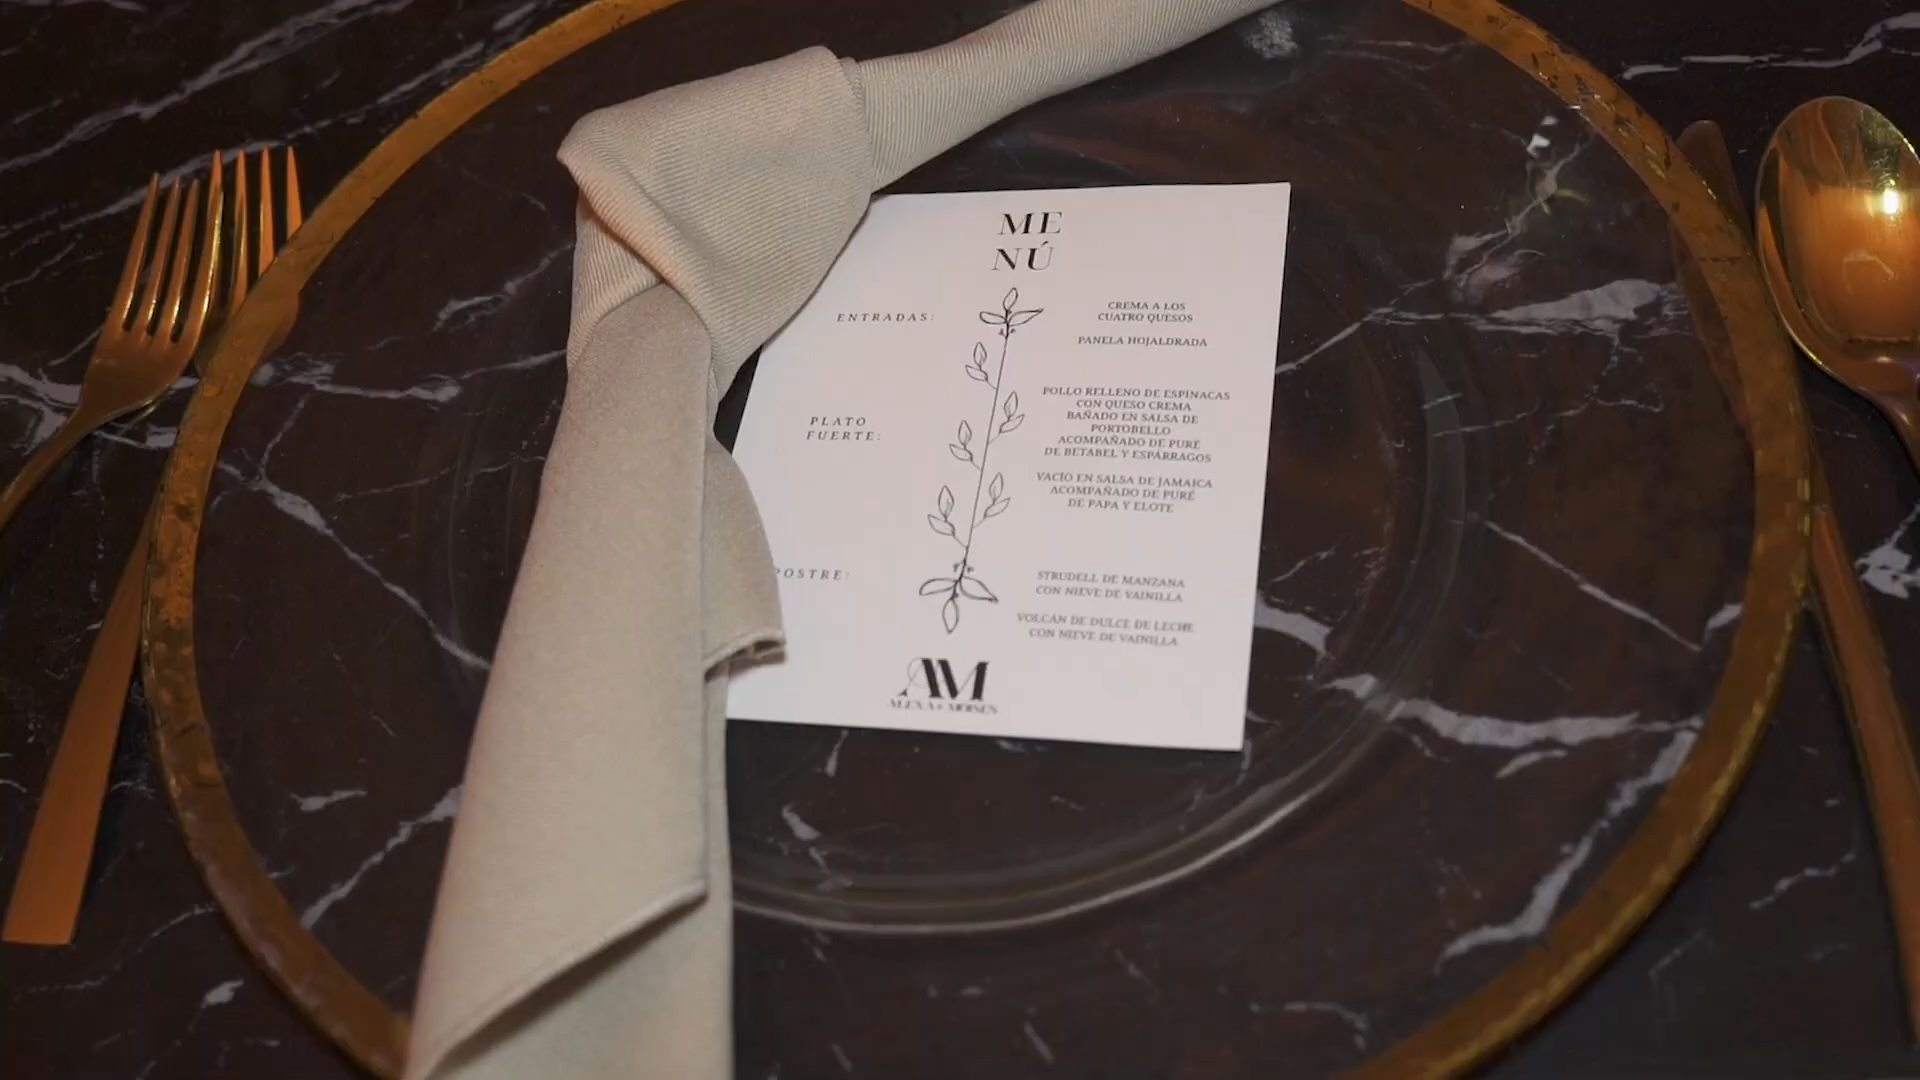 ME
NÚ
ENTRADAS:
CREMA A LOS
CUATRO QUESOS
PANELA HOJALDRADA
PLATO
FUERTE:
POLLO RELLENO DE ESPINACAS
CON QUESO CREMA
BAÑADO EN SALSA DE
PORTOBELLO
ACOMPAÑADO DE PURÉ
DE BETABEL Y ESPÁRRAGOS
VACÍO EN SALSA DE JAMAICA
ACOMPAÑADO DE PURÉ
DE PAPA Y ELOTE
POSTRE:
STRUDELL DE MANZANA
CON NIEVE DE VAINILLA
VOLCÁN DE DULCE DE LECHE
CON NIEVE DE VAINILLA
AM
ALEXA & MOISES